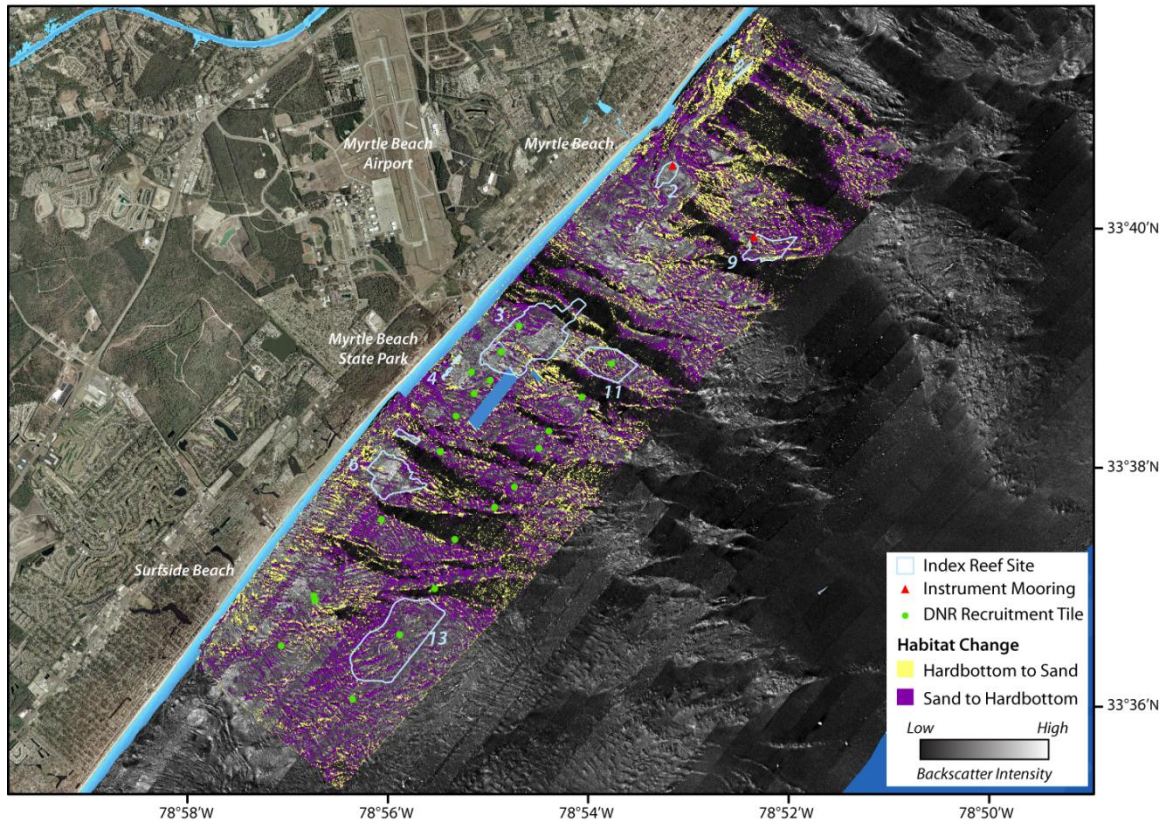 1
Myrtle Beach
Airport
Myrtle Beach
2
33°40'N
9
3
Myrtle Beach
State Park
4
11
6
33°38'N
Surfside Beach
13
Index Reef Site
Instrument Mooring
DNR Recruitment Tile
Habitat Change
Hardbottom to Sand
Sand to Hardbottom
Low High
Backscatter Intensity
33°36'N
78°58'W 78°56'W 78°54'W 78°52'W 78°50'W